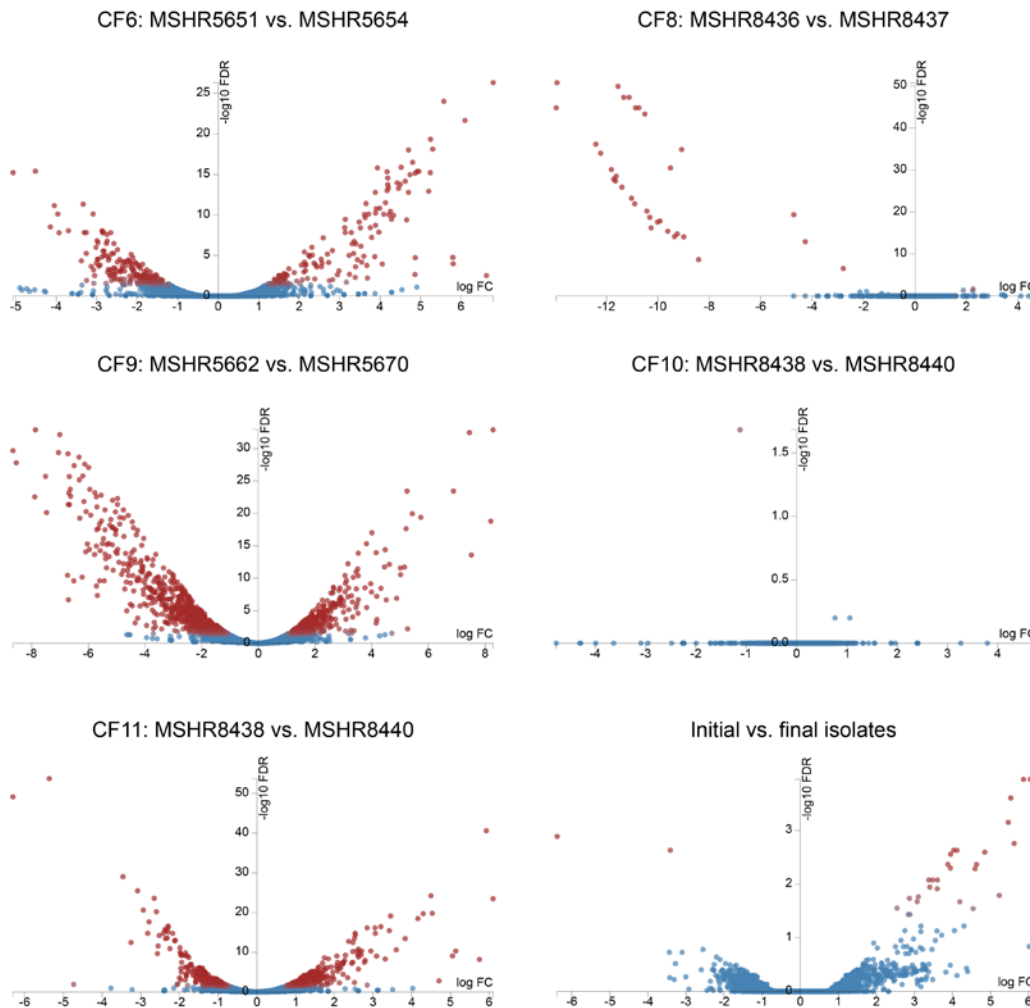 CF6: MSHR5651 vs. MSHR5654
CF8: MSHR8436 vs. MSHR8437
-log10 FDR
25
20
15
10
5
0
log FC
-5 -4 -3 -2 -1 0 1 2 3 4 5 6
-log10 FDR
50
40
30
20
10
0
log FC
-12 -10 -8 -6 -4 -2 0 2 4
CF9: MSHR5662 vs. MSHR5670
CF10: MSHR8438 vs. MSHR8440
-log10 FDR
30
25
20
15
10
5
0
log FC
-8 -6 -4 -2 0 2 4 6 8
-log10 FDR
1.5
1.0
0.5
0.0
log FC
-4 -3 -2 -1 0 1 2 3 4
CF11: MSHR8438 vs. MSHR8440
Initial vs. final isolates
-log10 FDR
50
40
30
20
10
0
log FC
-6 -5 -4 -3 -2 -1 0 1 2 3 4 5 6
-log10 FDR
3
2
1
0
log FC
-6 -5 -4 -3 -2 -1 0 1 2 3 4 5 6